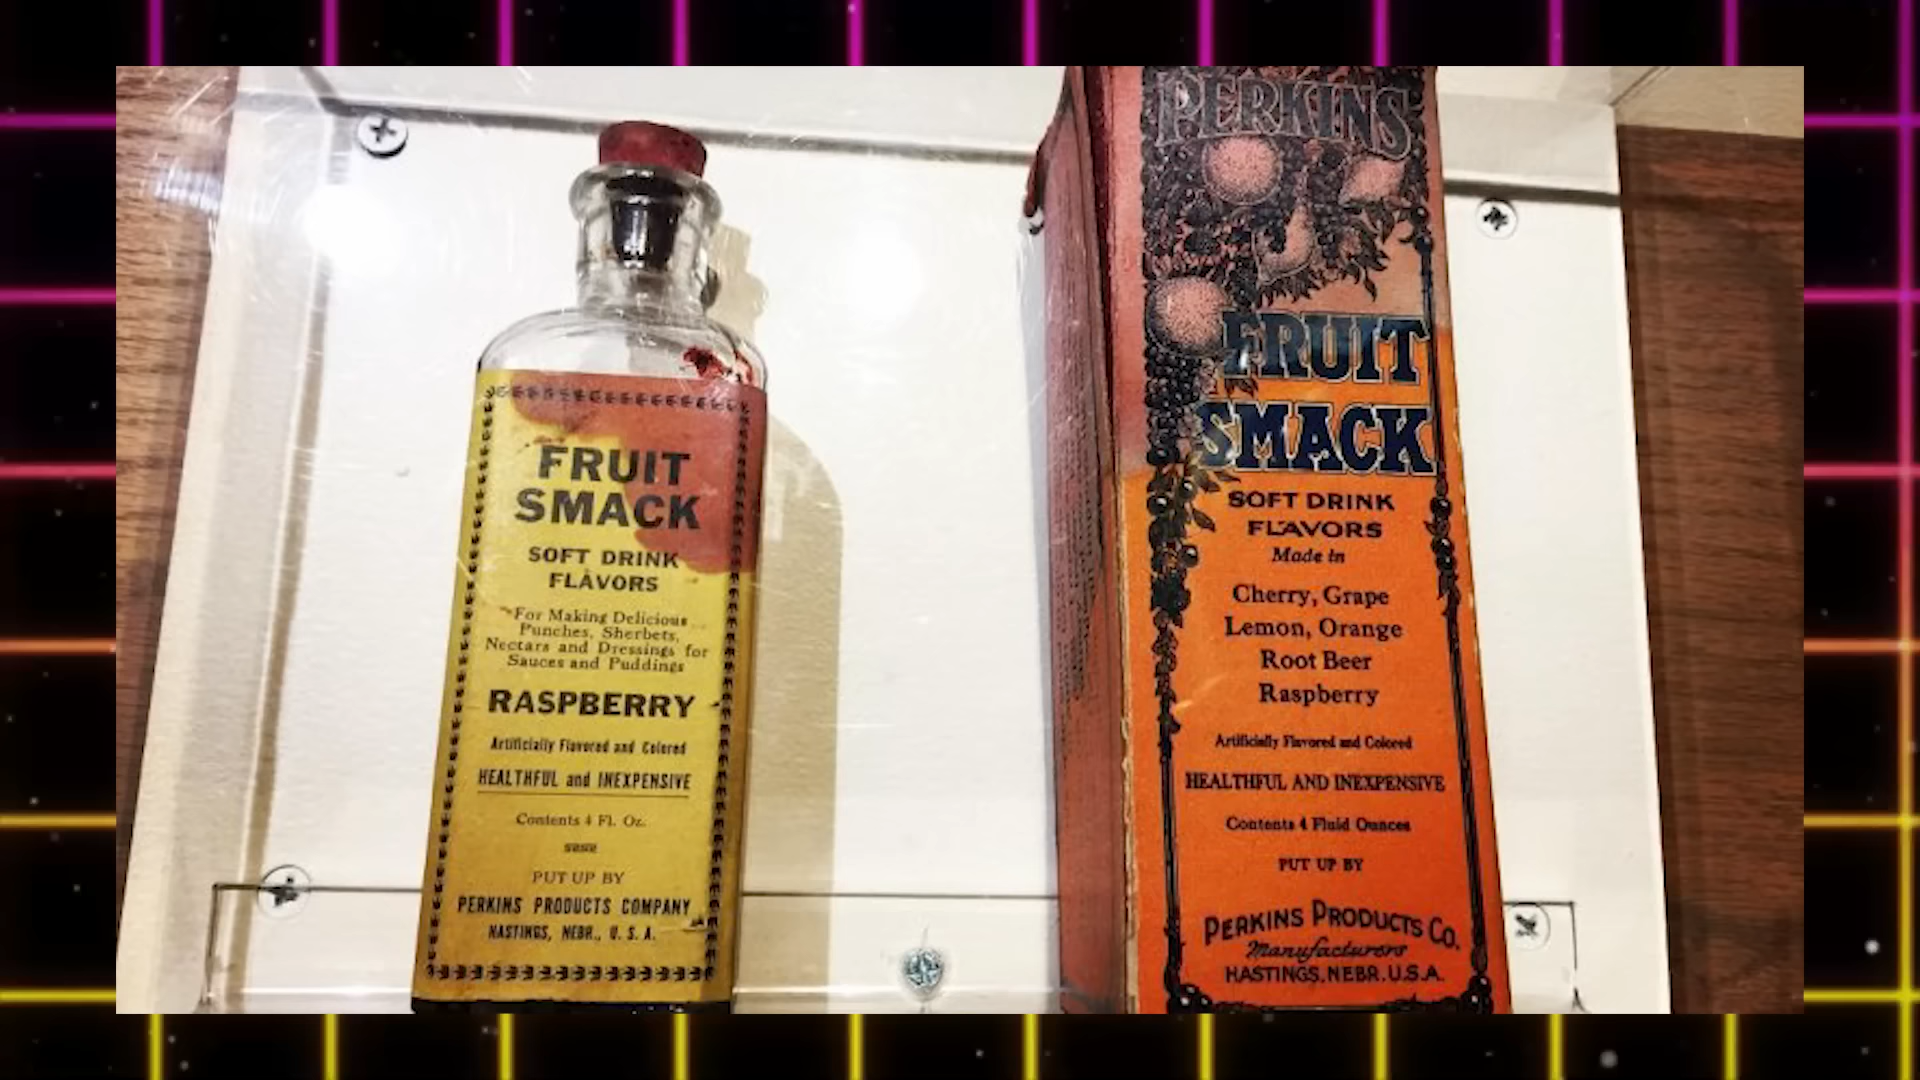 FRUIT
SMACK
SOFT DRINK
FLAVORS
For Making Delicious
Punches, Sherbets,
Nectars and Dressings for
Sauces and Puddings
RASPBERRY
Artificially Flavored and Colored
HEALTHFUL and INEXPENSIVE
Contents 4 Fl. Oz.
PUT UP BY
PERKINS PRODUCTS COMPANY
HASTINGS, NEBR., U. S. A.
PERKINS
FRUIT
SMACK
SOFT DRINK
FLAVORS
Made in
Cherry, Grape
Lemon, Orange
Root Beer
Raspberry
Artificially Flavored and Colored
HEALTHFUL AND INEXPENSIVE
Contents 4 Fluid Ounces
PUT UP BY
PERKINS PRODUCTS CO.
Manufacturers
HASTINGS, NEBR. U.S.A.